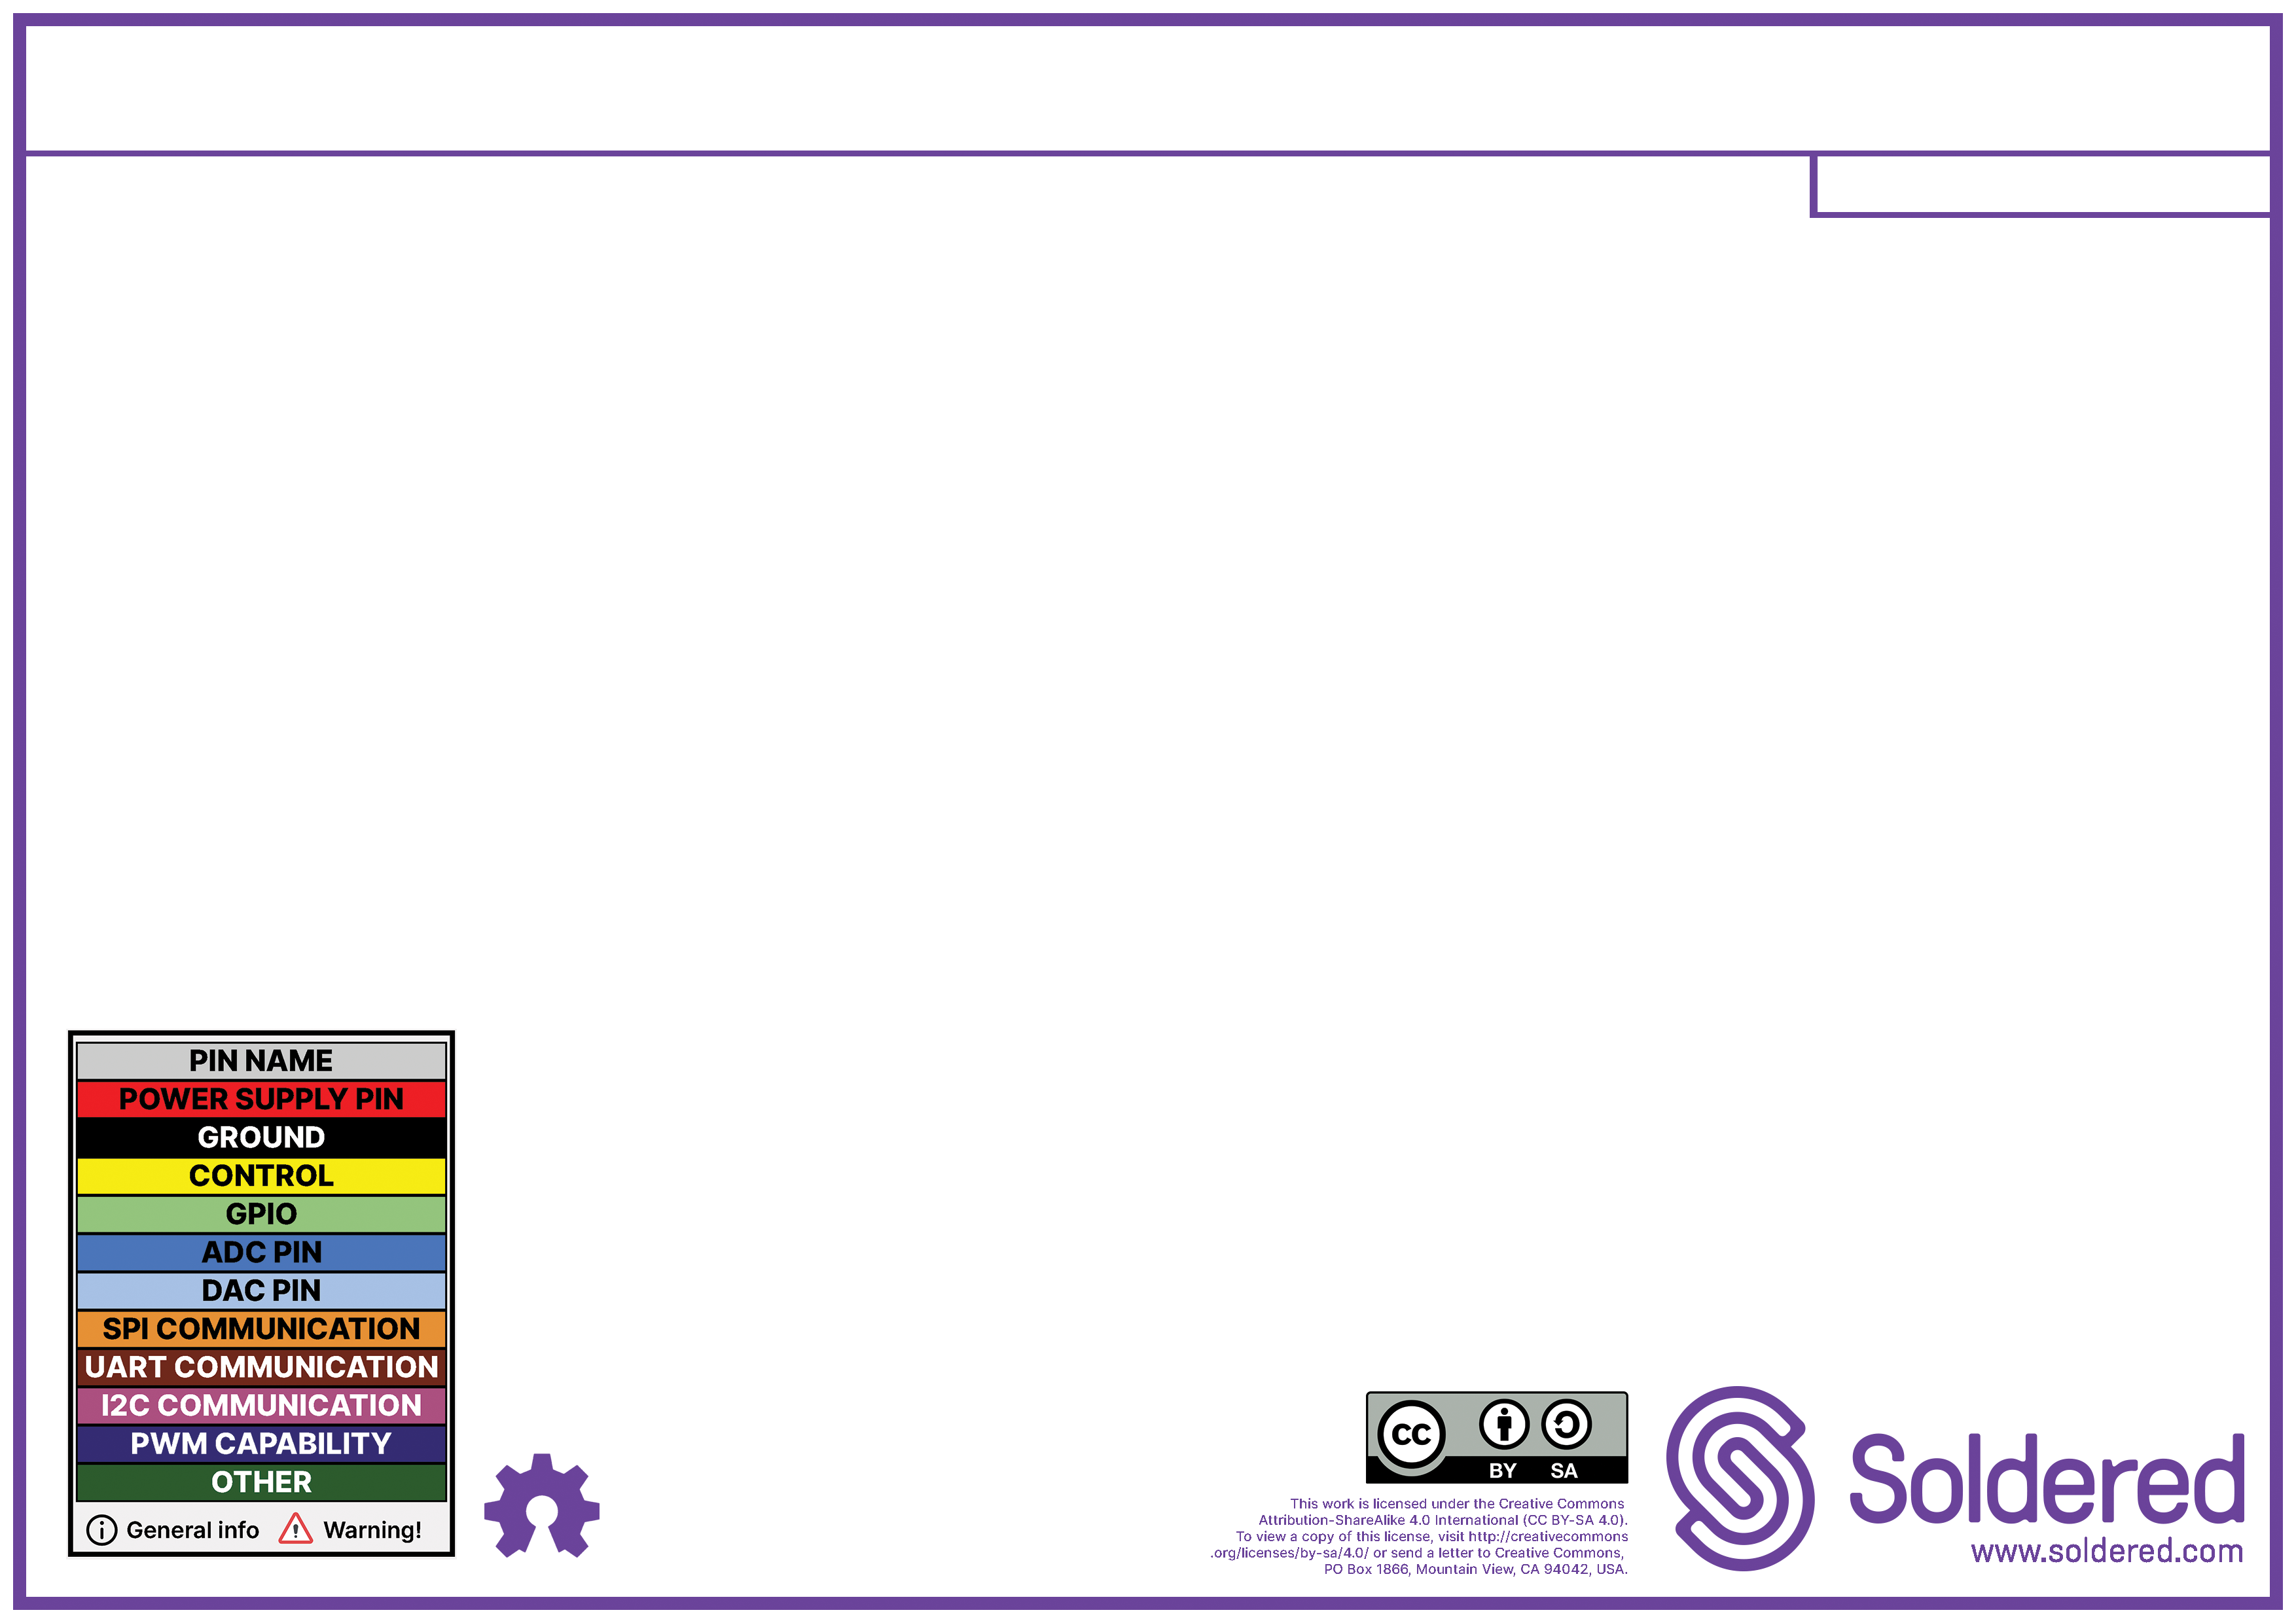 PIN NAME
POWER SUPPLY PIN
GROUND
CONTROL
GPIO
ADC PIN
DAC PIN
SPI COMMUNICATION
UART COMMUNICATION
I2C COMMUNICATION
PWM CAPABILITY
OTHER
General info Warning!
CC BY SA
This work is licensed under the Creative Commons
Attribution-ShareAlike 4.0 International (CC BY-SA 4.0).
To view a copy of this license, visit http://creativecommons
.org/licenses/by-sa/4.0/ or send a letter to Creative Commons,
PO Box 1866, Mountain View, CA 94042, USA.
Soldered
www.soldered.com